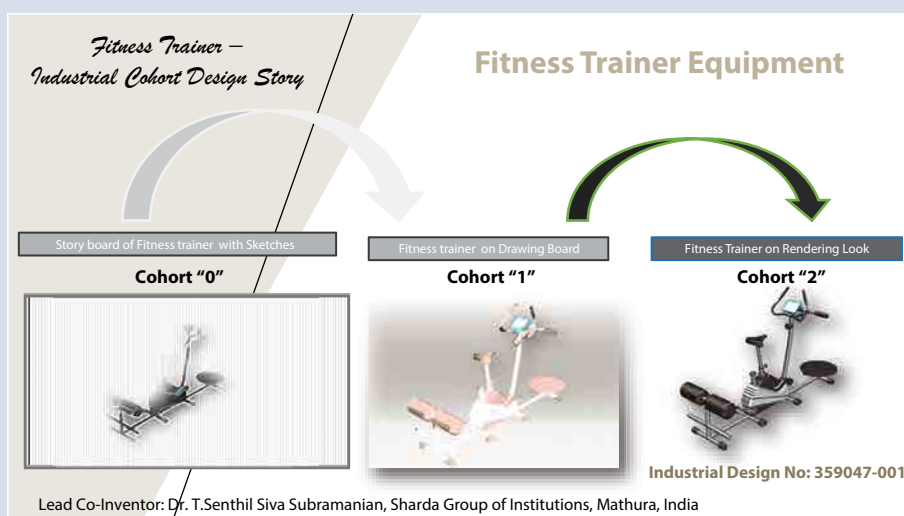 Fitness Trainer –
Industrial Cohort Design Story
Fitness Trainer Equipment
Story board of Fitness trainer with Sketches
Fitness trainer on Drawing Board
Fitness Trainer on Rendering Look
Cohort “0”
Cohort “1”
Cohort “2”
Industrial Design No: 359047-001
Lead Co-Inventor: Dr. T.Senthil Siva Subramanian, Sharda Group of Institutions, Mathura, India